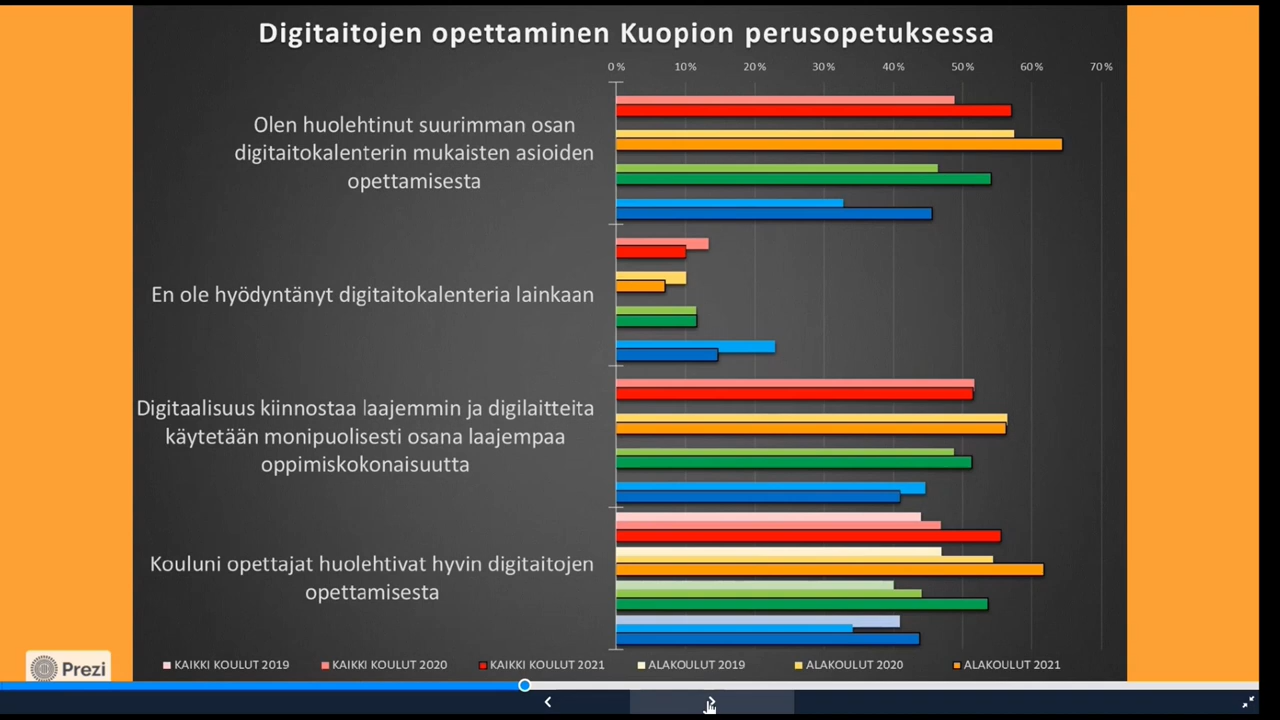 Digitaitojen opettaminen Kuopion perusopetuksessa
0% 10% 20% 30% 40% 50% 60% 70%
Olen huolehtinut suurimman osan
digitaitokalenterin mukaisten asioiden
opettamisesta
En ole hyödyntänyt digitaitokalenteria lainkaan
Digitaalisuus kiinnostaa laajemmin ja digilaitteita
käytetään monipuolisesti osana laajempaa
oppimiskokonaisuutta
Kouluni opettajat huolehtivat hyvin digitaitojen
opettamisesta
KAIKKI KOULUT 2019 KAIKKI KOULUT 2020 KAIKKI KOULUT 2021 ALAKOULUT 2019 ALAKOULUT 2020 ALAKOULUT 2021
Prezi